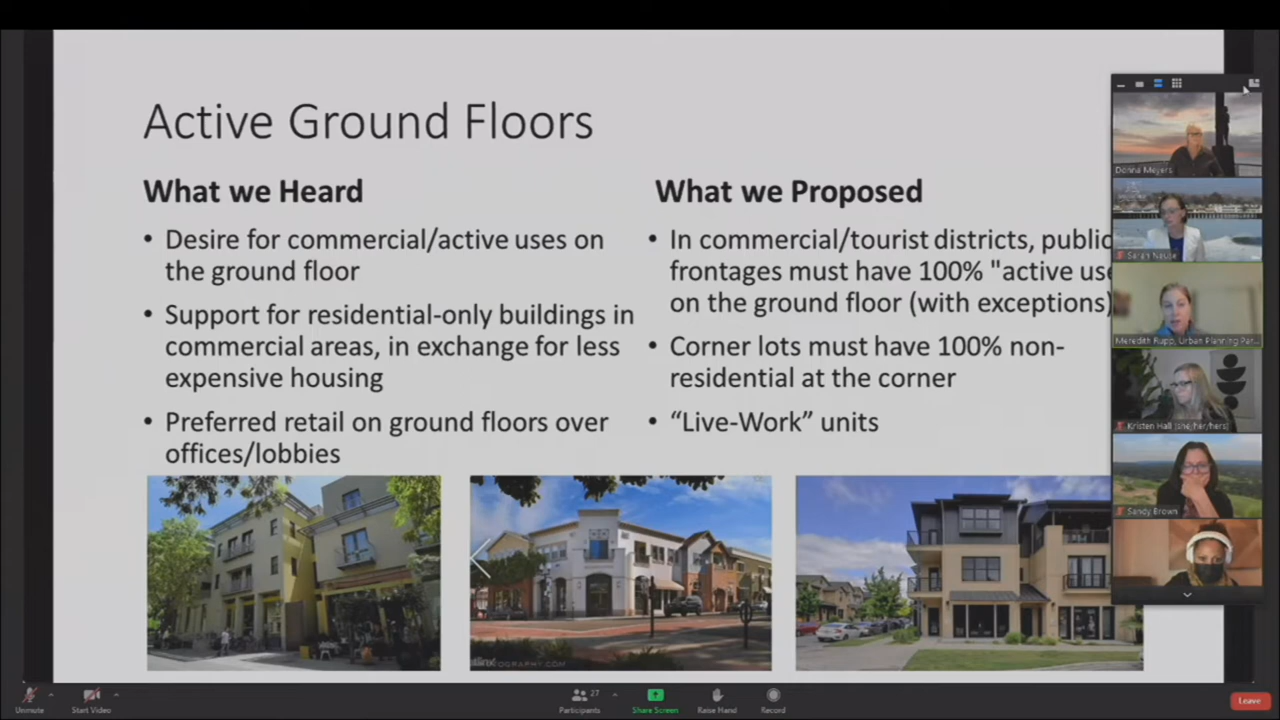 Active Ground Floors
What we Heard
• Desire for commercial/active uses on
the ground floor
• Support for residential-only buildings in
commercial areas, in exchange for less
expensive housing
• Preferred retail on ground floors over
offices/lobbies
What we Proposed
• In commercial/tourist districts, public
frontages must have 100% "active use
on the ground floor (with exceptions)
• Corner lots must have 100% non-
residential at the corner
• “Live-Work” units
Donna Meyers
Sarah Neuse
Meredith Rupp, Urban Planning Par...
Kristen Hall (she/her/hers)
Sandy Brown
OGRAPHY.COM
Unmute
Start Video
27
Participants
Share Screen
Raise Hand
Record
Leave